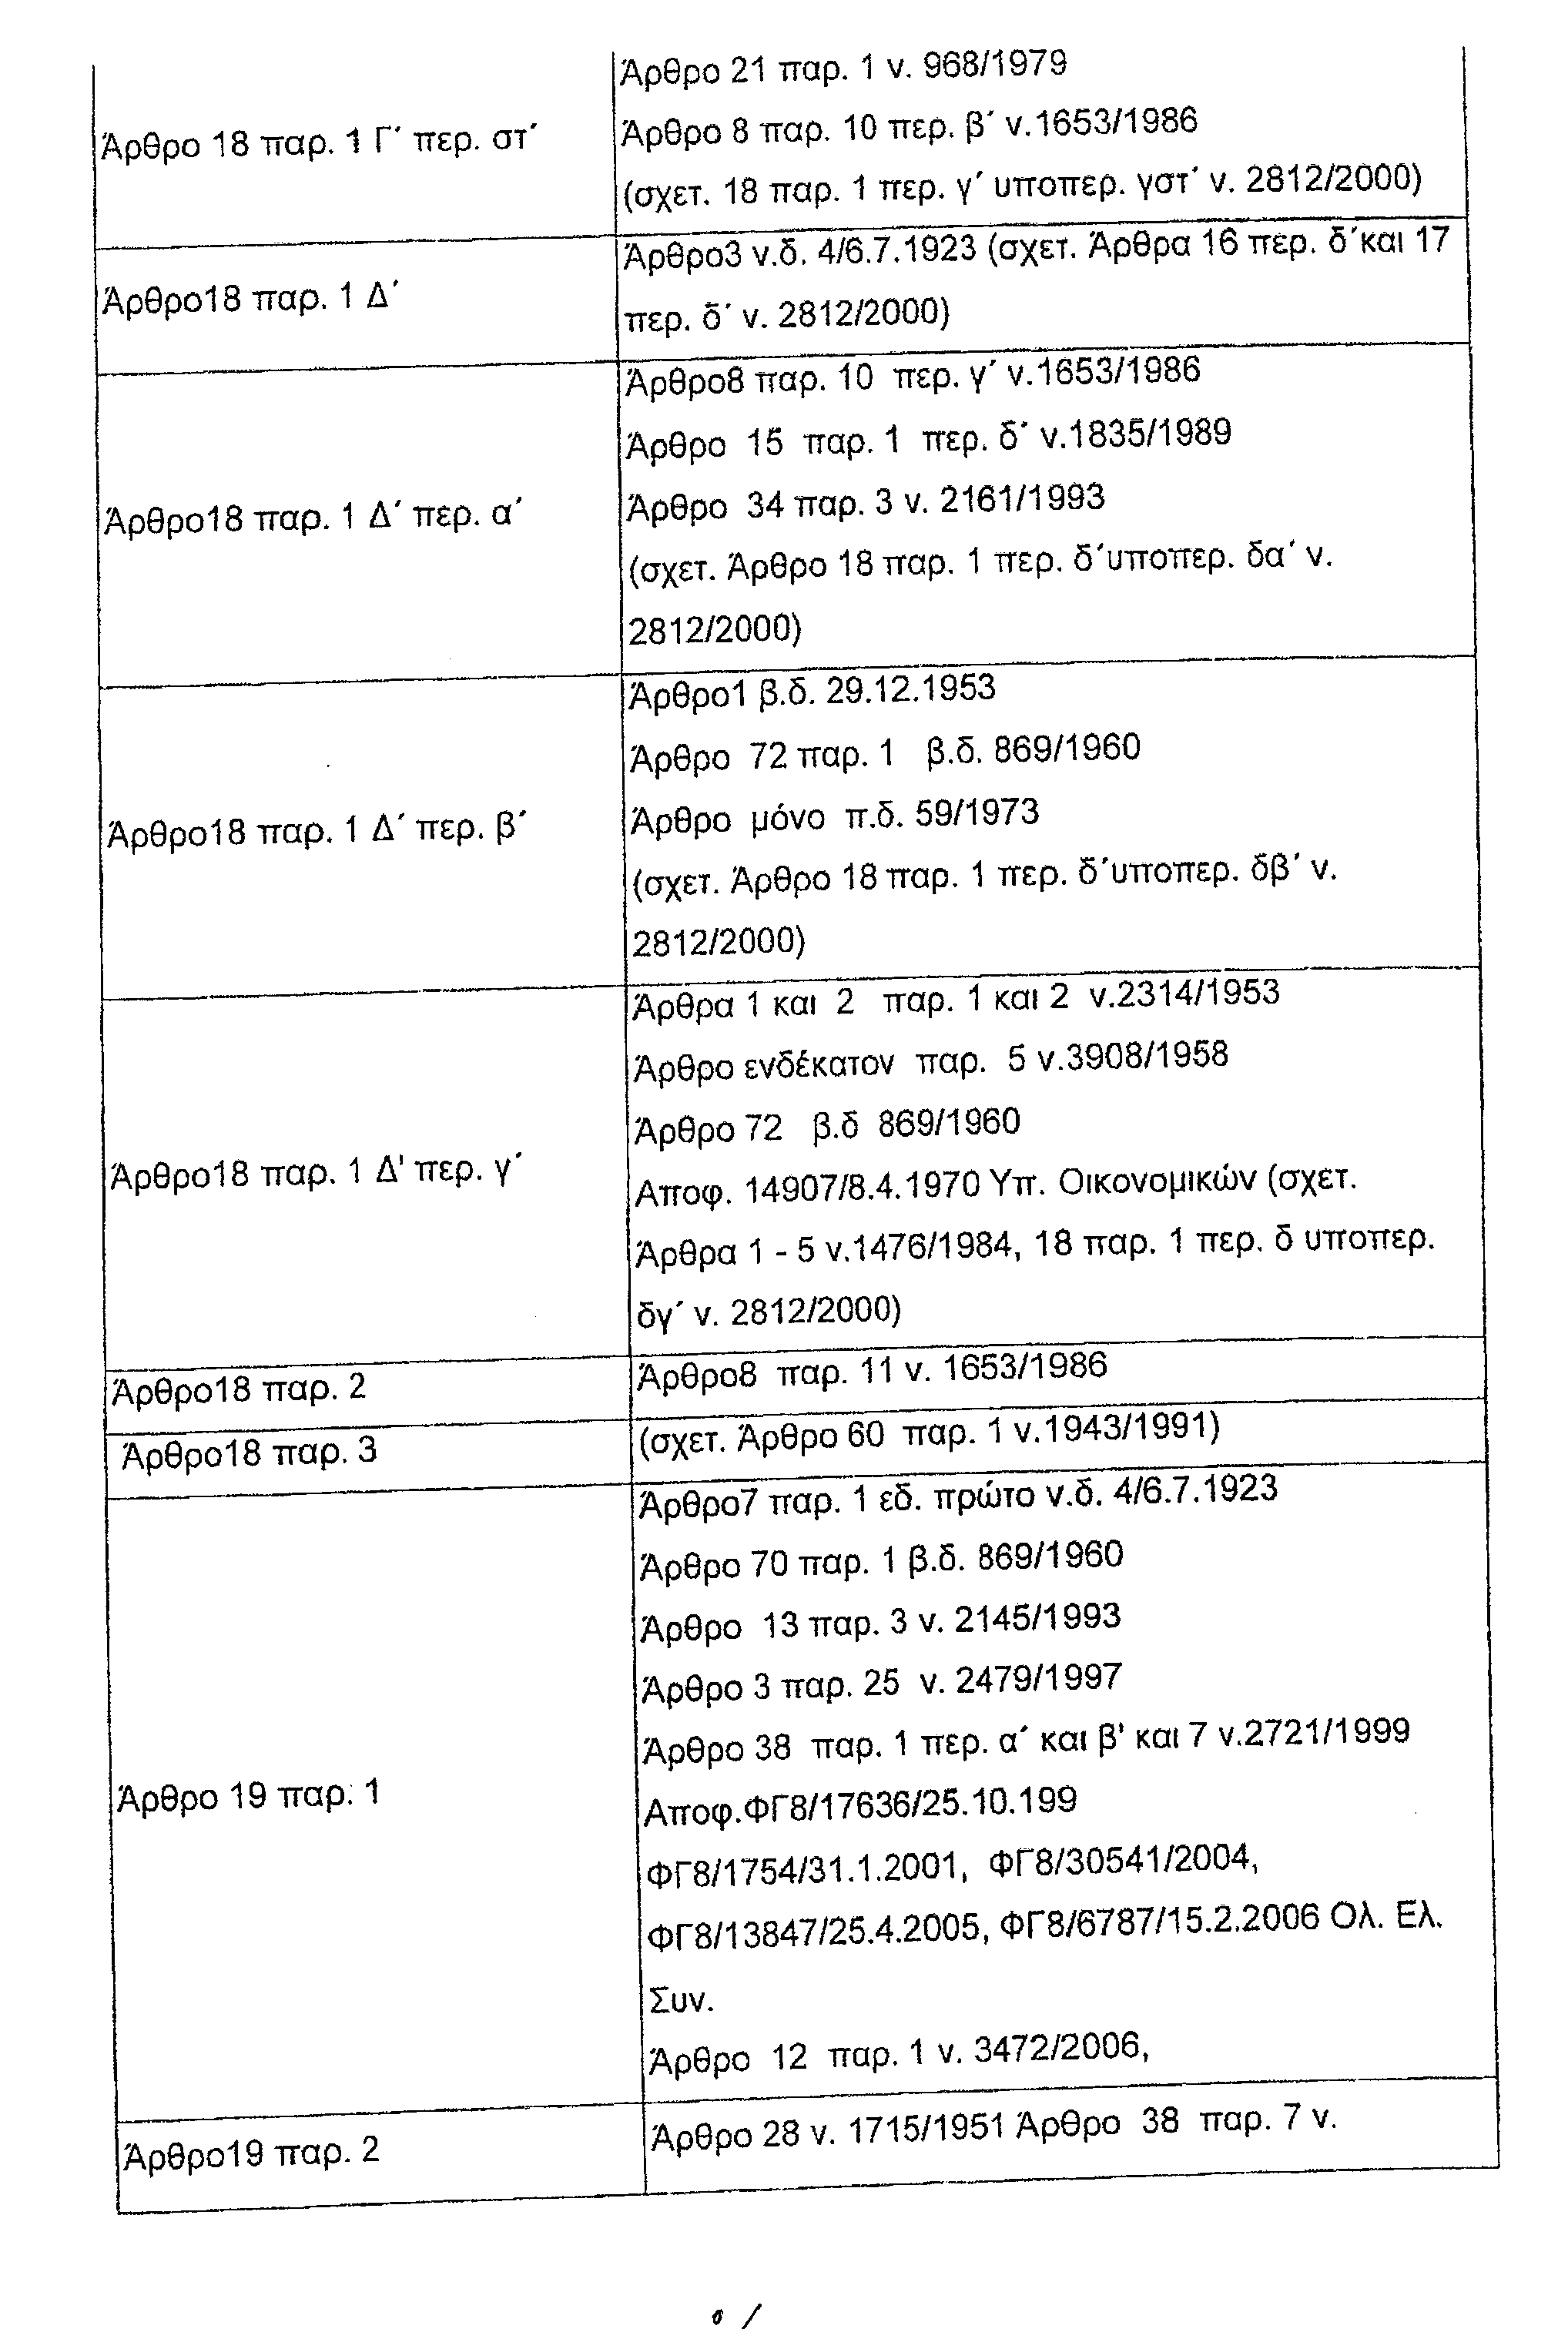 Άρθρο 18 παρ. 1 Γ΄ περ. στ΄
Άρθρο 21 παρ. 1 ν. 968/1979
Άρθρο 8 παρ. 10 περ. β΄ ν.1653/1986
(σχετ. 18 παρ. 1 περ. γ΄ υποπερ. γστ΄ ν. 2812/2000)
Άρθρο18 παρ. 1 Δ΄
Άρθρο3 ν.δ. 4/6.7.1923 (σχετ. Άρθρα 16 περ. δ΄και 17
περ. δ΄ ν. 2812/2000)
Άρθρο18 παρ. 1 Δ΄ περ. α΄
Άρθρο8 παρ. 10 περ. γ΄ ν.1653/1986
Άρθρο 15 παρ. 1 περ. δ΄ ν.1835/1989
Άρθρο 34 παρ. 3 ν. 2161/1993
(σχετ. Άρθρο 18 παρ. 1 περ. δ΄υποπερ. δα΄ ν.
2812/2000)
Άρθρο18 παρ. 1 Δ΄ περ. β΄
Άρθρο1 β.δ. 29.12.1953
Άρθρο 72 παρ. 1 β.δ. 869/1960
Άρθρο μόνο π.δ. 59/1973
(σχετ. Άρθρο 18 παρ. 1 περ. δ΄υποπερ. δβ΄ ν.
2812/2000)
Άρθρο18 παρ. 1 Δ' περ. γ΄
Άρθρα 1 και 2 παρ. 1 και 2 ν.2314/1953
Άρθρο ενδέκατον παρ. 5 ν.3908/1958
Άρθρο 72 β.δ 869/1960
Αποφ. 14907/8.4.1970 Υπ. Οικονομικών (σχετ.
Άρθρα 1 - 5 ν.1476/1984, 18 παρ. 1 περ. δ υποπερ.
δγ΄ ν. 2812/2000)
Άρθρο18 παρ. 2
Άρθρο8 παρ. 11 ν. 1653/1986
Άρθρο18 παρ. 3
(σχετ. Άρθρο 60 παρ. 1 ν.1943/1991)
Άρθρο 19 παρ. 1
Άρθρο7 παρ. 1 εδ. πρώτο ν.δ. 4/6.7.1923
Άρθρο 70 παρ. 1 β.δ. 869/1960
Άρθρο 13 παρ. 3 ν. 2145/1993
Άρθρο 3 παρ. 25 ν. 2479/1997
Άρθρο 38 παρ. 1 περ. α΄ και β' και 7 ν.2721/1999
Αποφ.ΦΓ8/17636/25.10.199
ΦΓ8/1754/31.1.2001, ΦΓ8/30541/2004,
ΦΓ8/13847/25.4.2005, ΦΓ8/6787/15.2.2006 Ολ. Ελ.
Συν.
Άρθρο 12 παρ. 1 ν. 3472/2006,
Άρθρο19 παρ. 2
Άρθρο 28 ν. 1715/1951 Άρθρο 38 παρ. 7 ν.